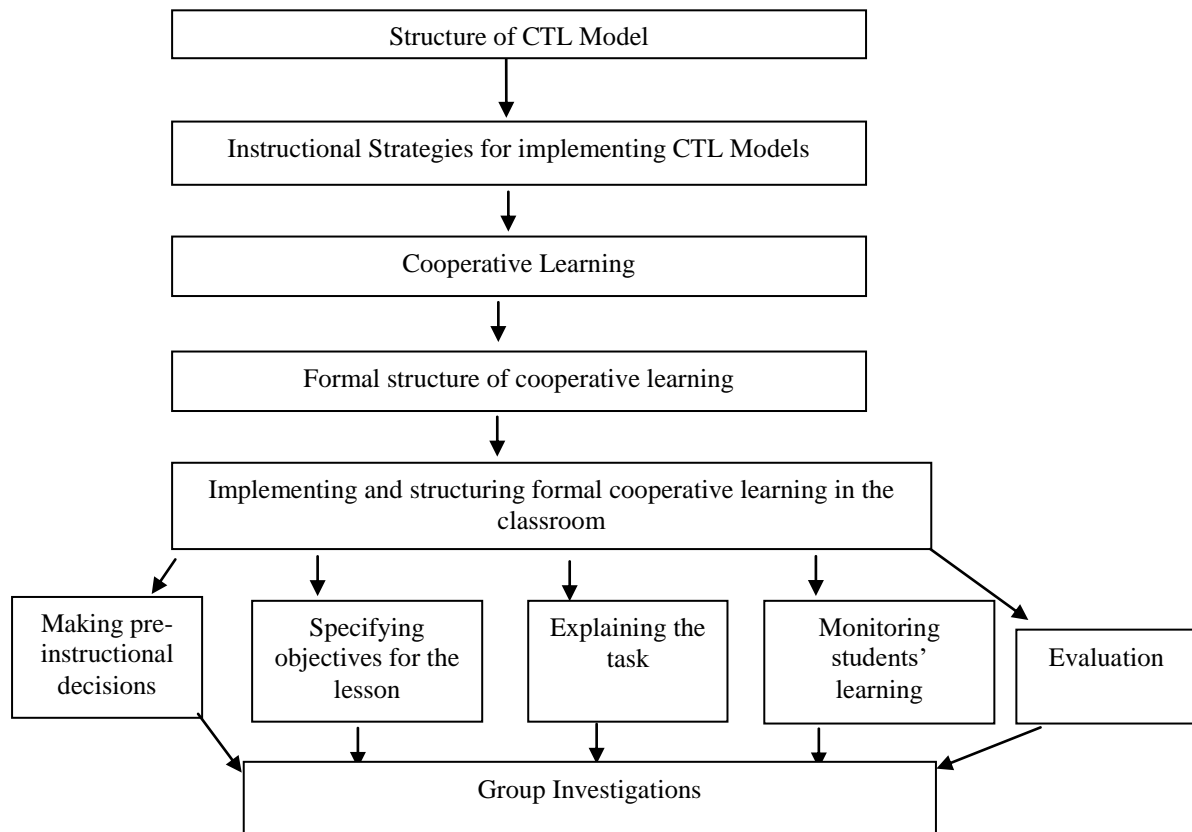 Structure of CTL Model
Instructional Strategies for implementing CTL Models
Cooperative Learning
Formal structure of cooperative learning
Implementing and structuring formal cooperative learning in the
classroom
Making pre-
instructional
decisions
Specifying
objectives for the
lesson
Explaining the
task
Monitoring
students’
learning
Evaluation
Group Investigations